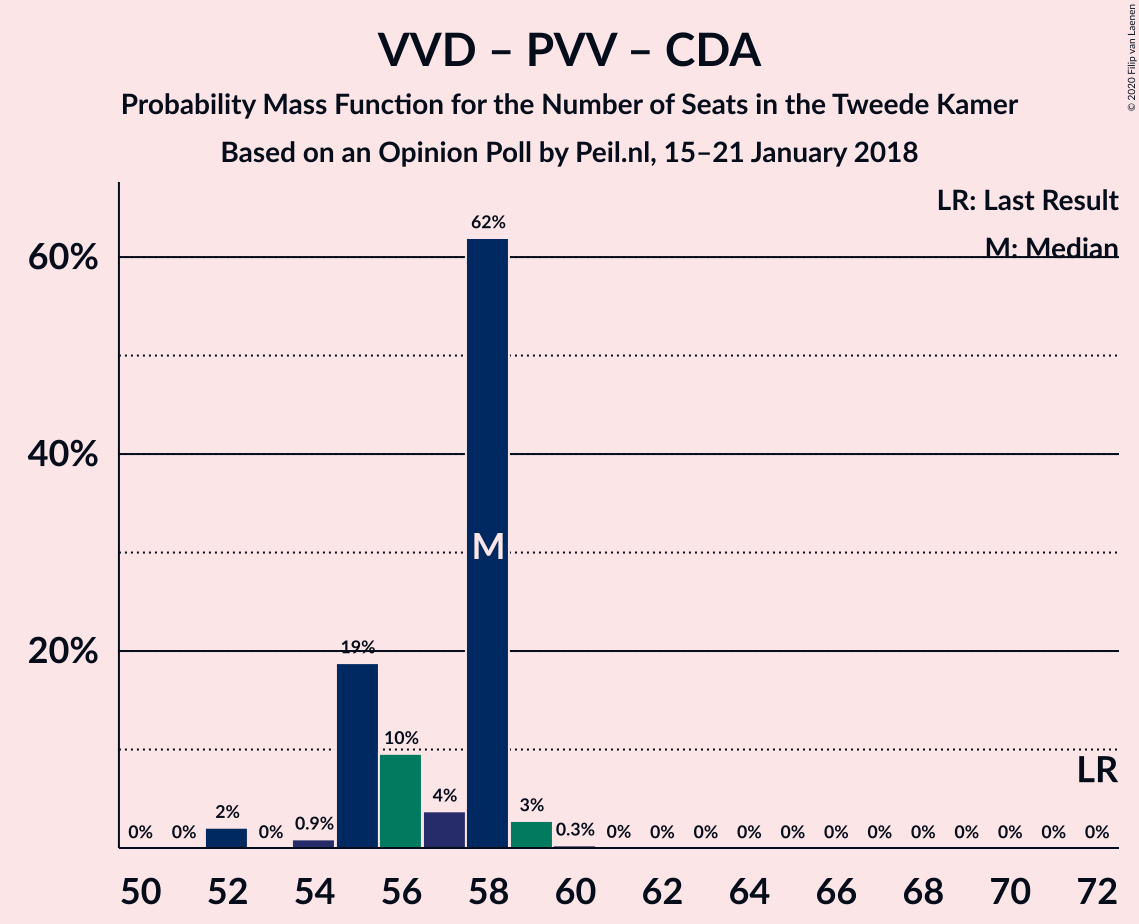 VVD – PVV – CDA
Probability Mass Function for the Number of Seats in the Tweede Kamer
Based on an Opinion Poll by Peil.nl, 15–21 January 2018
© 2020 Filip van Laenen
LR: Last Result
M: Median
60%
40%
20%
0% 0% 2% 0% 0.9% 19% 10% 4% 62% 3% 0.3% 0% 0% 0% 0% 0% 0% 0% 0% 0% 0% 0% 0%
M
LR
50 52 54 56 58 60 62 64 66 68 70 72